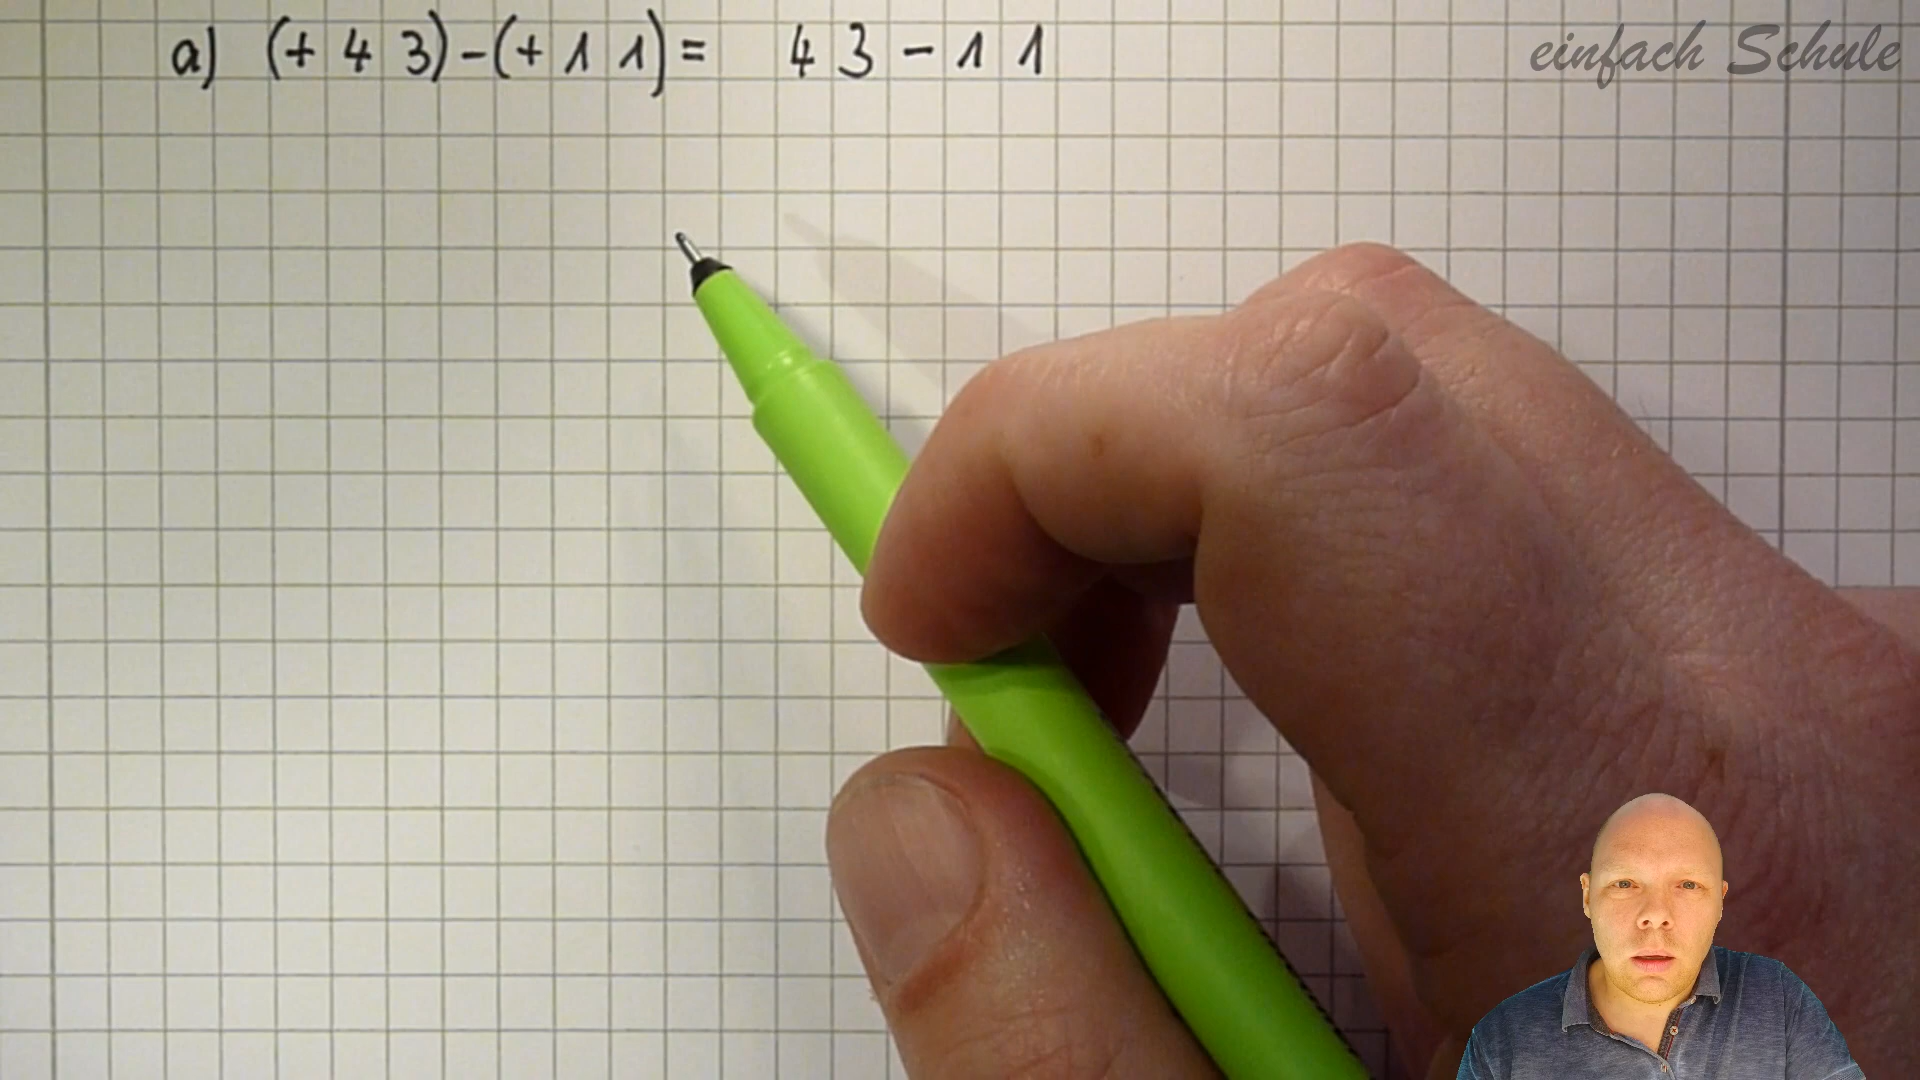 a) (+43)-(+11)= 43-11
einfach Schule